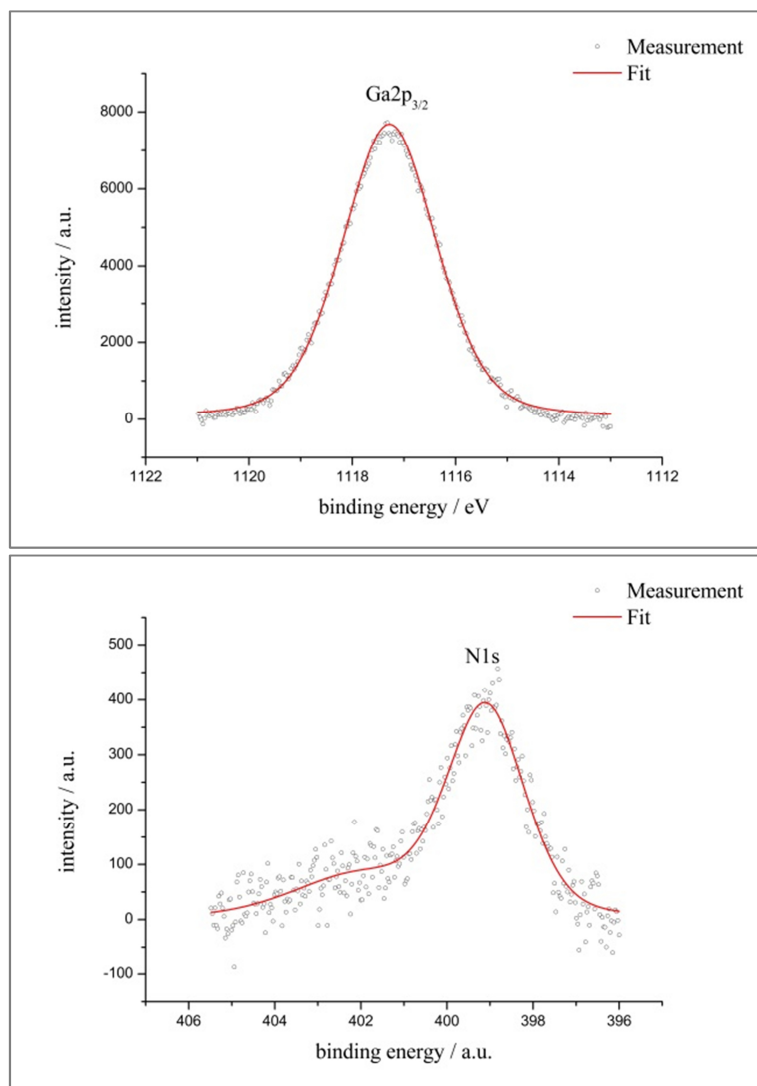 Measurement
Fit
Ga2p3/2
8000
6000
4000
2000
0
intensity / a.u.
1122 1120 1118 1116 1114 1112
binding energy / eV
Measurement
Fit
N1s
500
400
300
200
100
0
-100
intensity / a.u.
406 404 402 400 398 396
binding energy / a.u.